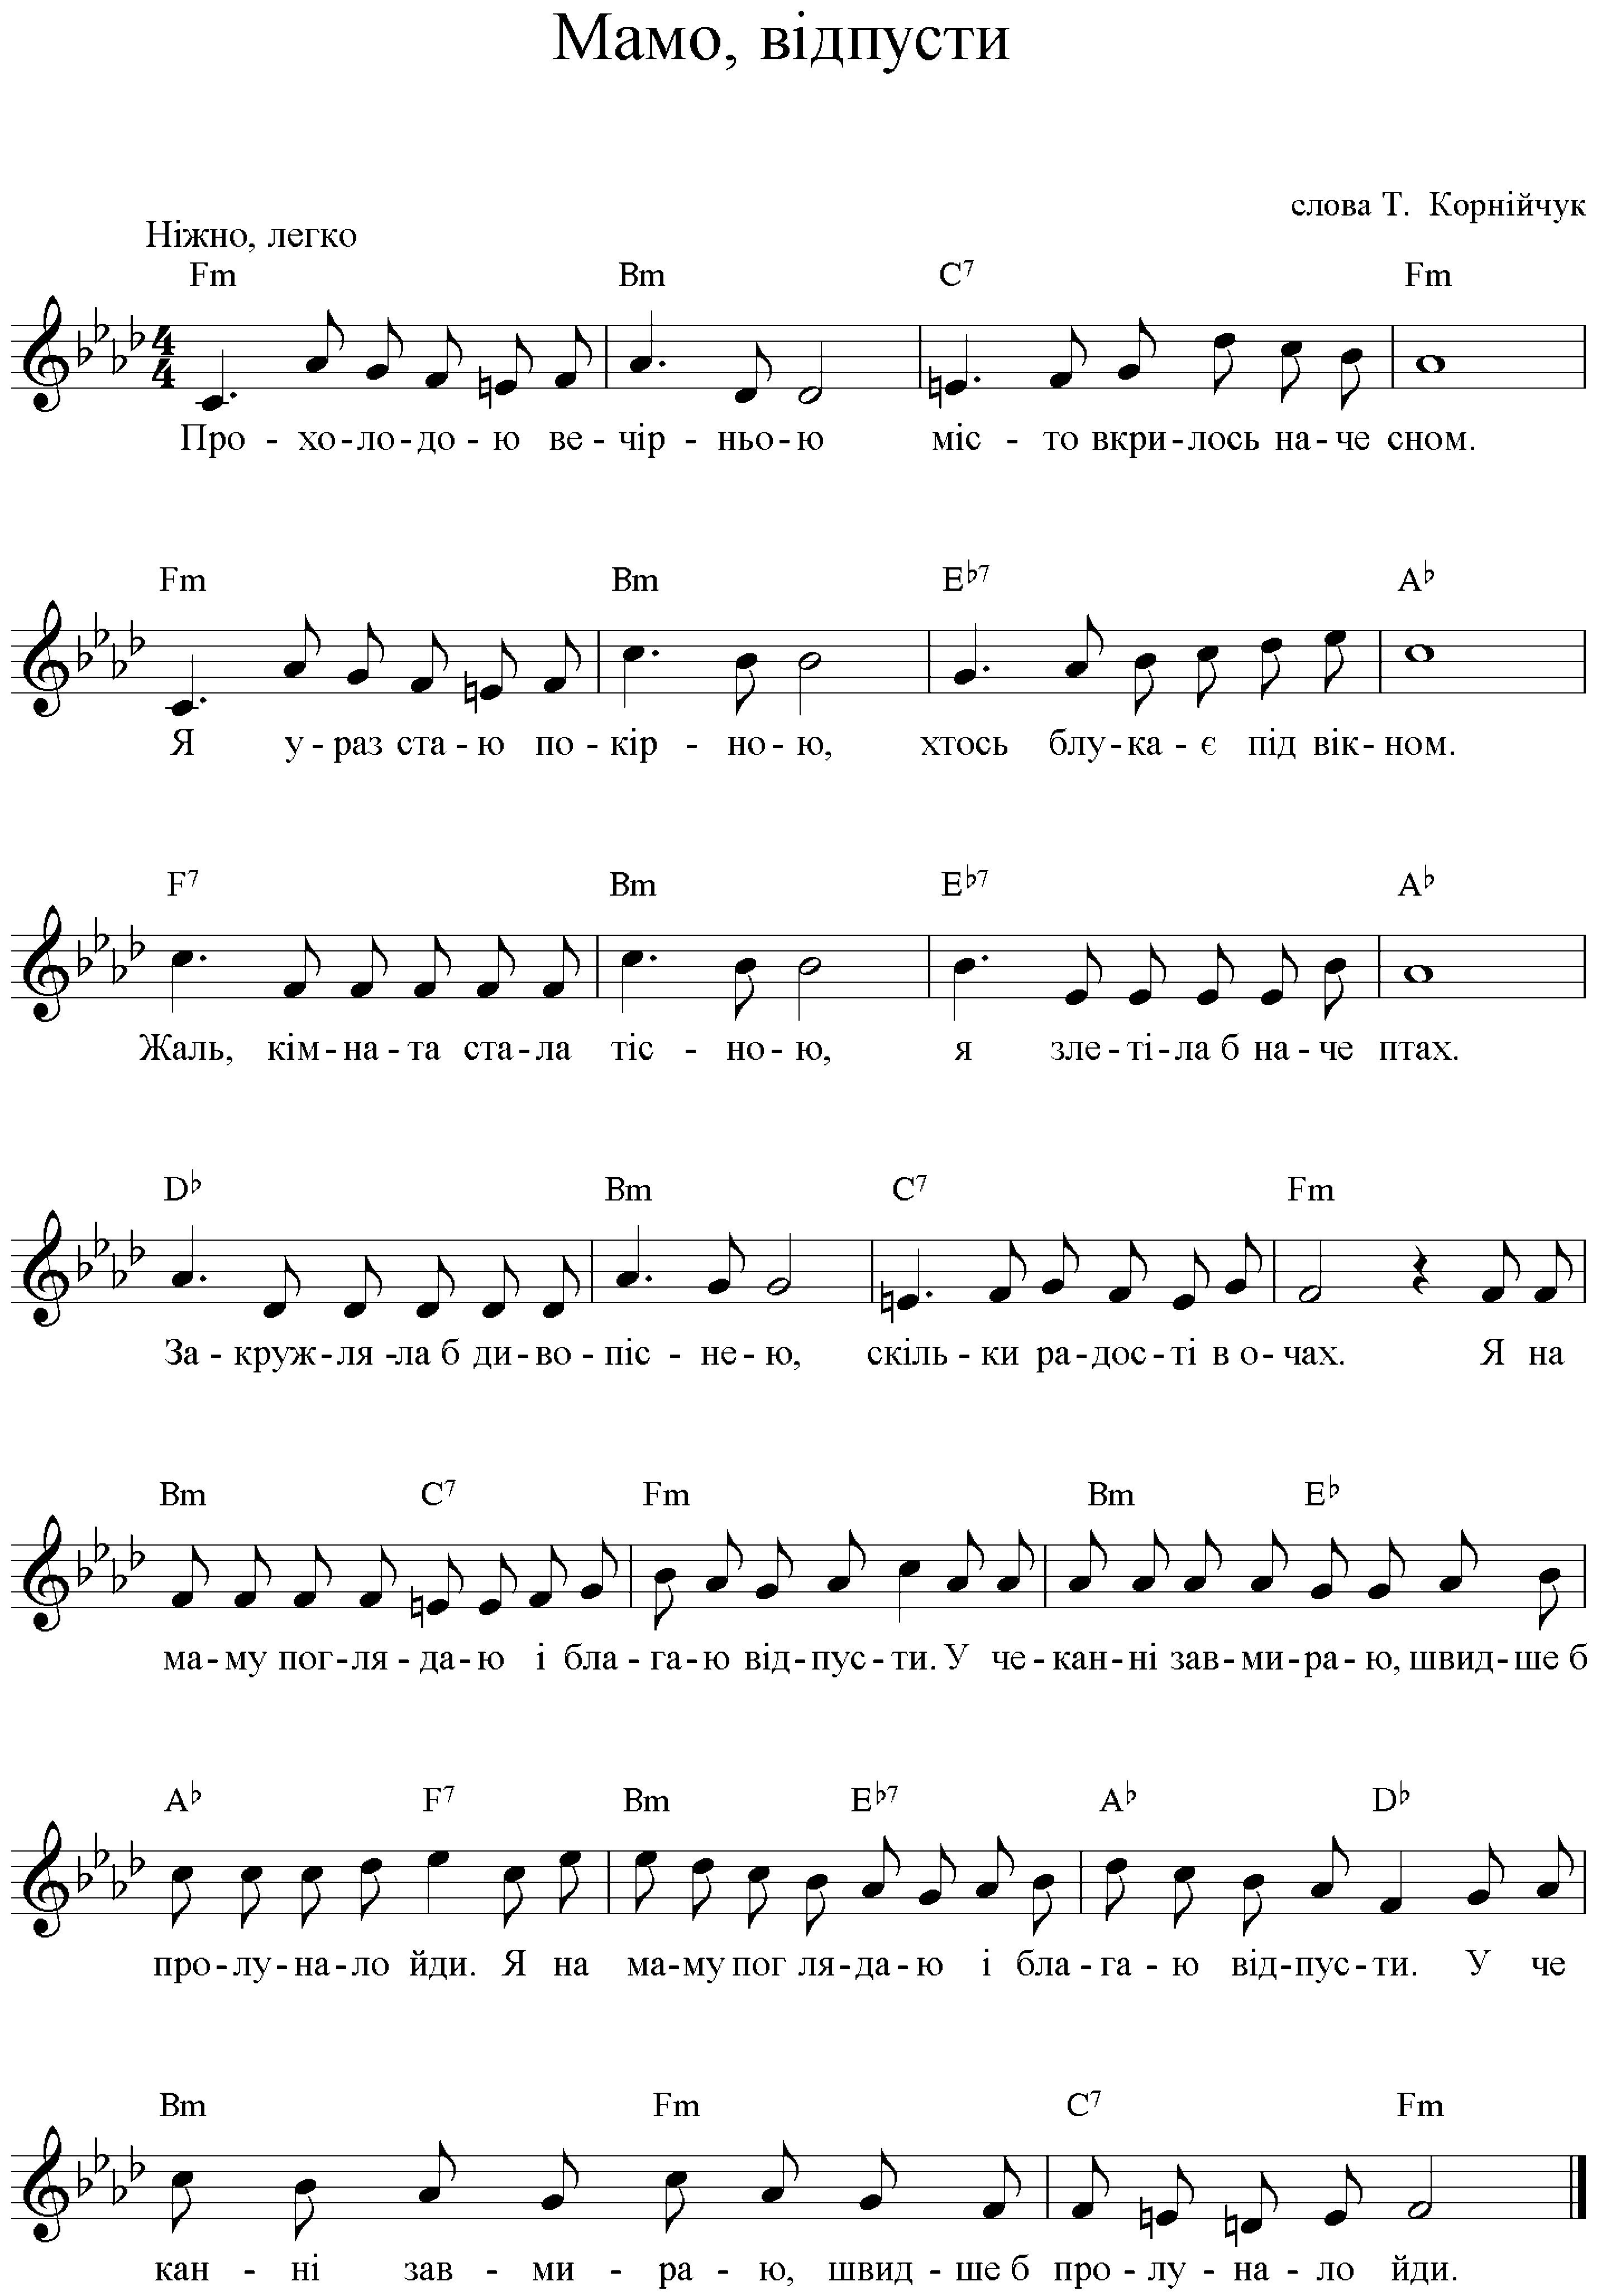 Мамо, відпусти
слова Т. Корнійчук
Ніжно, легко
Fm Bm C7 Fm
Про - хо-ло-до-ю ве-чір-ньо-ю міс - то вкри-лось на-че сном.
Fm Bm E♭7 A♭
Я у-раз ста-ю по-кір - но-ю, хтось блу-ка-є під вік-ном.
F7 Bm E♭7 A♭
Жаль, кім-на-та ста-ла тіс - но-ю, я зле-ті-ла б на-че птах.
D♭ Bm C7 Fm
За-круж-ля-ла б ди-во-піс-не-ю, скіль-ки ра-дос-ті в о-чах. Я на
Bm C7 Fm Bm E♭
ма-му пог-ля-да-ю і бла-га-ю від-пус-ти. У че-кан-ні зав-ми-ра-ю, швид-ше б
A♭ F7 Bm E♭7 A♭ D♭
про-лу-на-ло йди. Я на ма-му пог ля-да-ю і бла-га-ю від-пус-ти. У че
Bm Fm C7 Fm
кан - ні зав - ми - ра - ю, швид-ше б про-лу-на-ло йди.